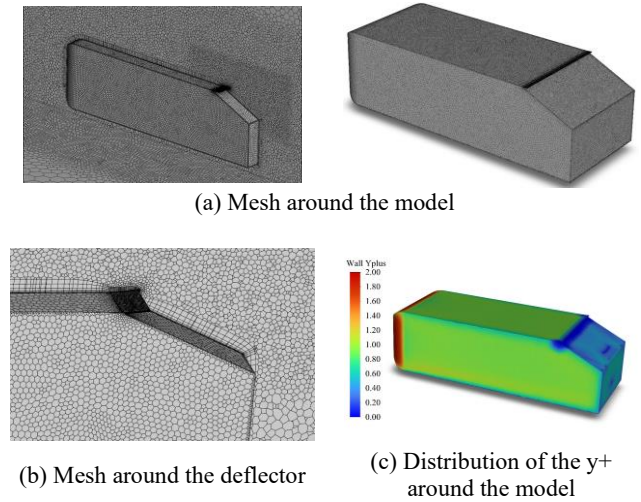 (a) Mesh around the model
Wall Yplus
2.00
1.80
1.60
1.40
1.20
1.00
0.80
0.60
0.40
0.20
0.00
(b) Mesh around the deflector
(c) Distribution of the y+
around the model